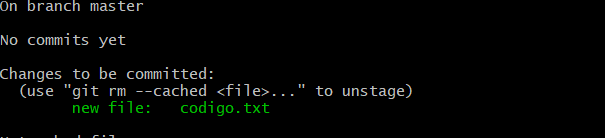 On branch master
No commits yet
Changes to be committed:
(use "git rm --cached <file>..." to unstage)
new file: codigo.txt